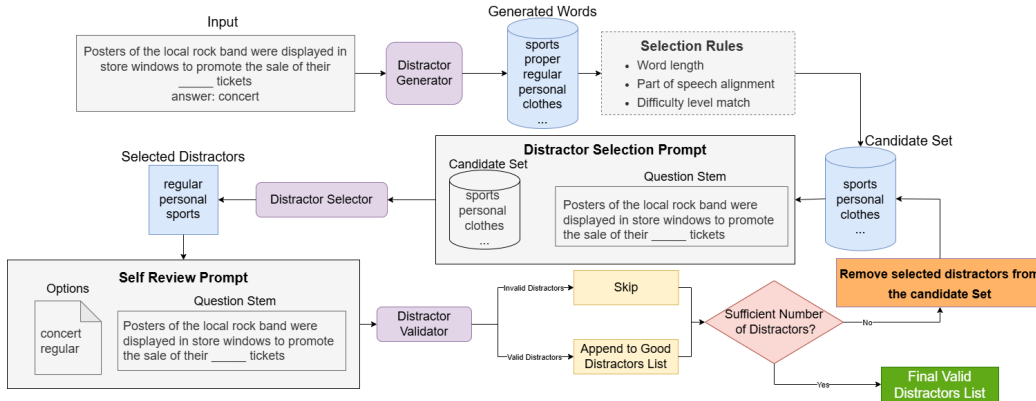 Input
Posters of the local rock band were displayed in
store windows to promote the sale of their
_____ tickets
answer: concert
Distractor
Generator
Generated Words
sports
proper
regular
personal
clothes
...
Selection Rules
• Word length
• Part of speech alignment
• Difficulty level match
Candidate Set
sports
personal
clothes
...
Distractor Selection Prompt
Candidate Set
sports
personal
clothes
...
Question Stem
Posters of the local rock band were
displayed in store windows to promote
the sale of their _____ tickets
Distractor Selector
Selected Distractors
regular
personal
sports
Self Review Prompt
Options
concert
regular
Question Stem
Posters of the local rock band were
displayed in store windows to promote
the sale of their _____ tickets
Distractor
Validator
Invalid Distractors
Skip
Valid Distractors
Append to Good
Distractors List
Sufficient Number
of Distractors?
No
Remove selected distractors from
the candidate Set
Yes
Final Valid
Distractors List